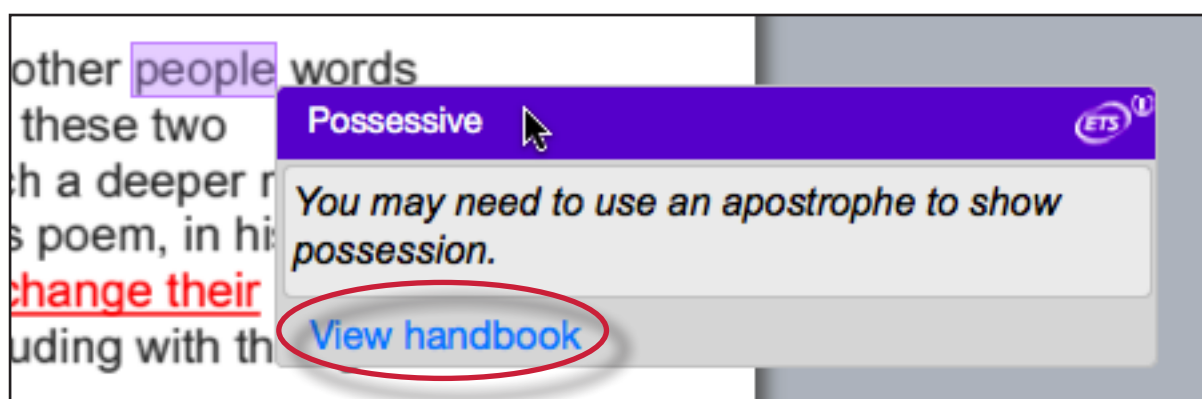 other people words
these two
Possessive
ETS
h a deeper
You may need to use an apostrophe to show
s poem, in hi
possession.
change their
View handbook
uding with th